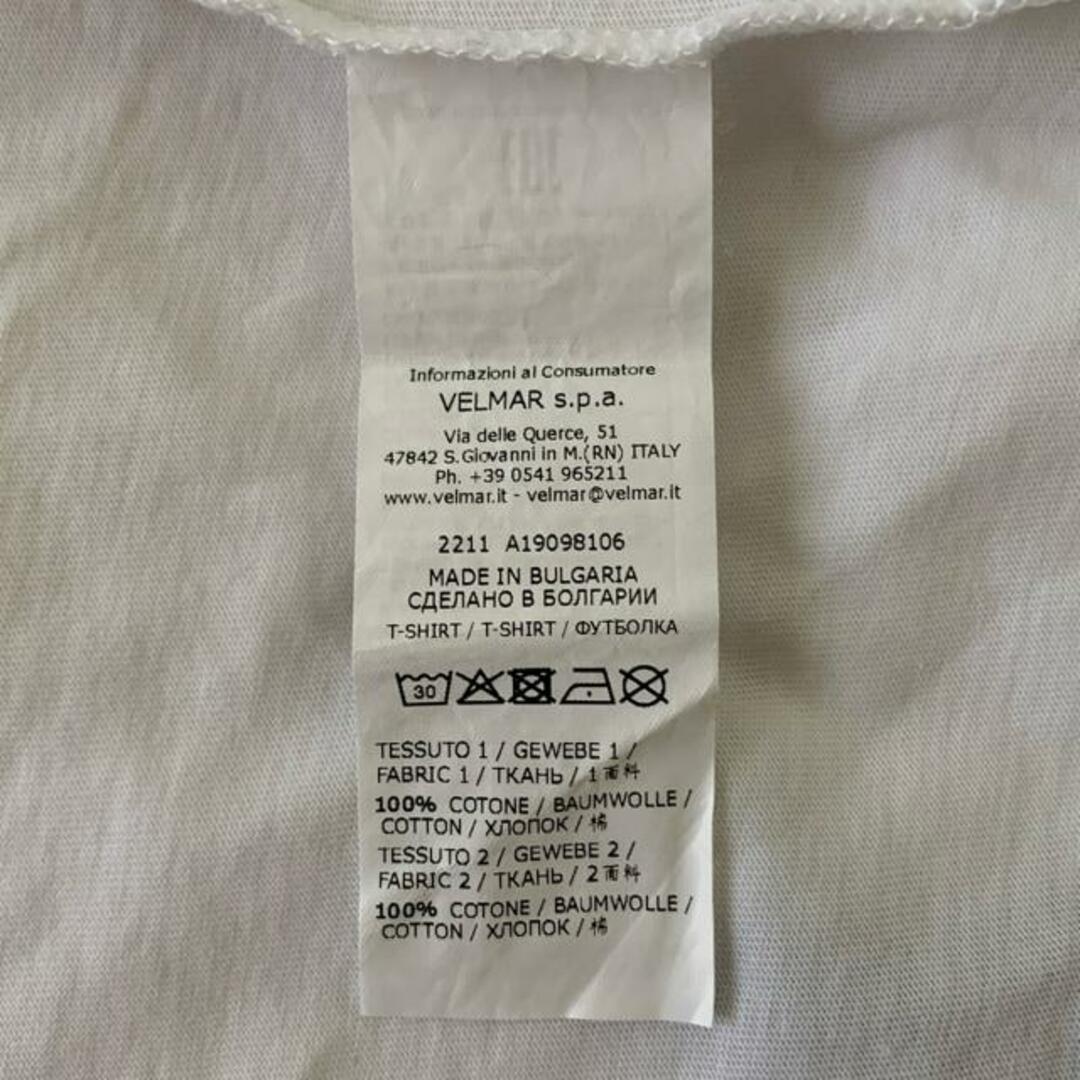 Informazioni al Consumatore
VELMAR s.p.a.
Via delle Querce, 51
47842 S.Giovanni in M.(RN) ITALY
Ph. +39 0541 965211
www.velmar.it - velmar@velmar.it
2211 A19098106
MADE IN BULGARIA
СДЕЛАНО В БОЛГАРИИ
T-SHIRT / T-SHIRT / ФУТБОЛКА
30
TESSUTO 1 / GEWEBE 1 /
FABRIC 1 / ТКАНЬ / 1面料
100% COTONE / BAUMWOLLE /
COTTON / ХЛОПОК / 棉
TESSUTO 2 / GEWEBE 2 /
FABRIC 2 / ТКАНЬ / 2面料
100% COTONE / BAUMWOLLE /
COTTON / ХЛОПОК / 棉